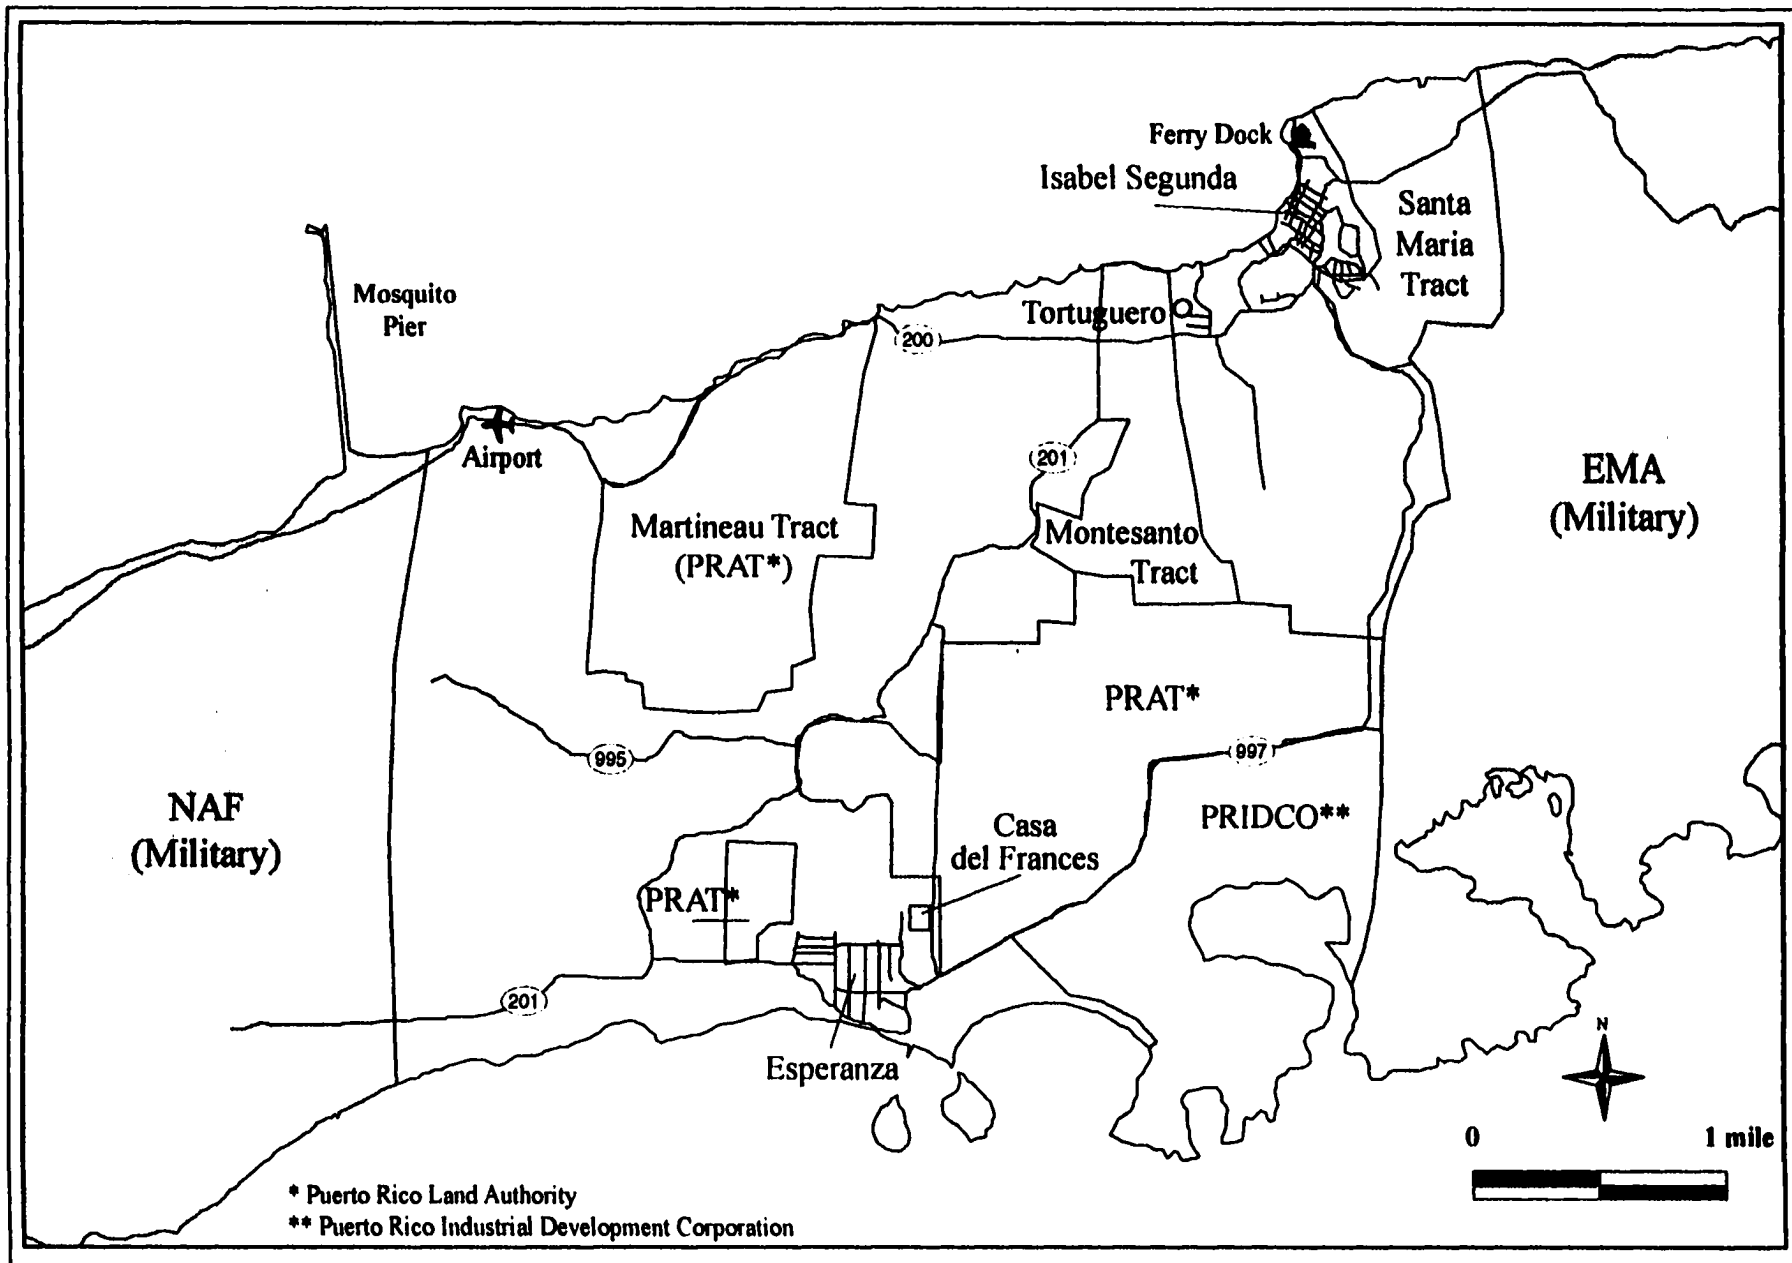 Ferry Dock
Isabel Segunda
Santa
Maria
Tract
Mosquito
Pier
Tortuguero
200
Airport
201
EMA
(Military)
Martineau Tract
(PRAT*)
Montesanto
Tract
PRAT*
995
997
NAF
(Military)
PRIDCO**
Casa
del Frances
PRAT*
201
Esperanza
N
0 1 mile
* Puerto Rico Land Authority
** Puerto Rico Industrial Development Corporation